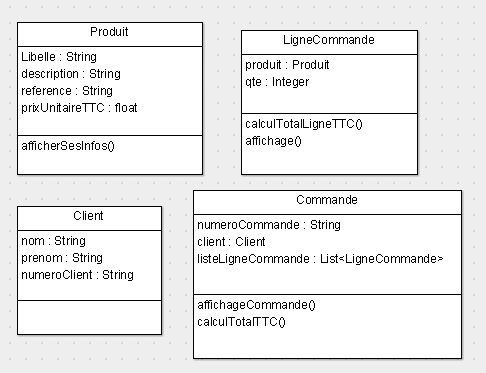 Produit
Libelle : String
description : String
reference : String
prixUnitaireTTC : float
afficherSesInfos()
LigneCommande
produit : Produit
qte : Integer
calculTotalLigneTTC()
affichage()
Client
nom : String
prenom : String
numeroClient : String
Commande
numeroCommande : String
client : Client
listeLigneCommande : List<LigneCommande>
affichageCommande()
calculTotalTTC()